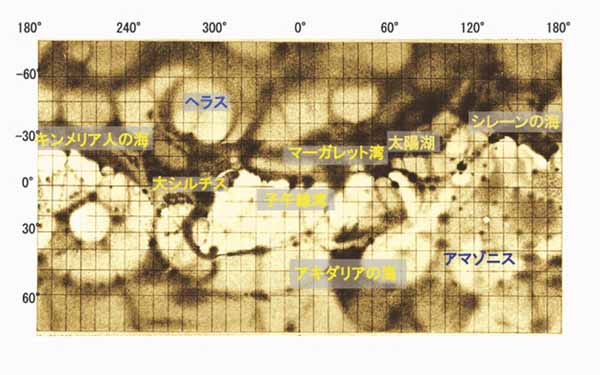 180° 240° 300° 0° 60° 120° 180°
-60°
ヘラス
-30°
キンメリア人の海
マーガレット湾
太陽湖
シレーンの海
0°
大シルチス
子午線湾
30
アキダリアの海
アマゾニス
60